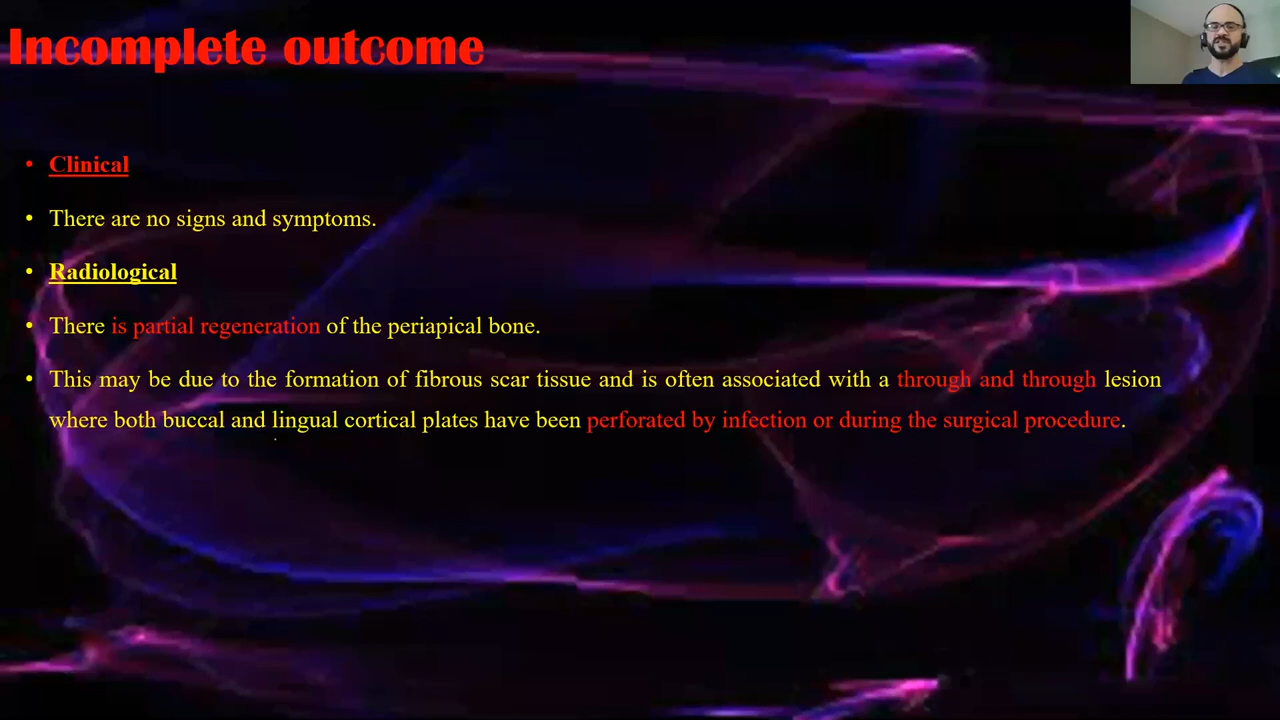 Incomplete outcome
• Clinical
• There are no signs and symptoms.
• Radiological
• There is partial regeneration of the periapical bone.
• This may be due to the formation of fibrous scar tissue and is often associated with a through and through lesion
where both buccal and lingual cortical plates have been perforated by infection or during the surgical procedure.